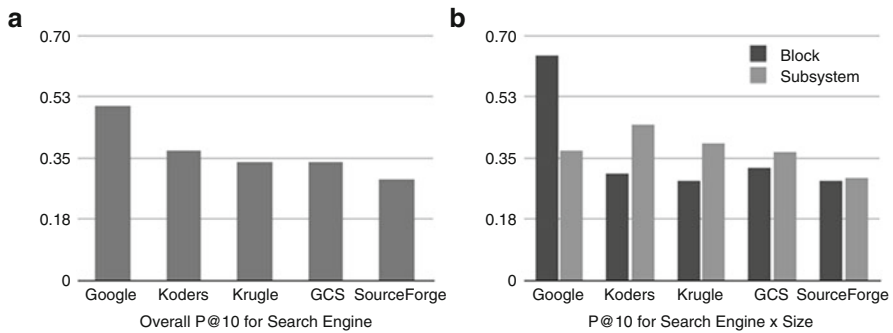 a
0.70
0.53
0.35
0.18
0
Google Koders Krugle GCS SourceForge
Overall P@10 for Search Engine
b
0.70
0.53
0.35
0.18
0
Block
Subsystem
Google Koders Krugle GCS SourceForge
P@10 for Search Engine x Size